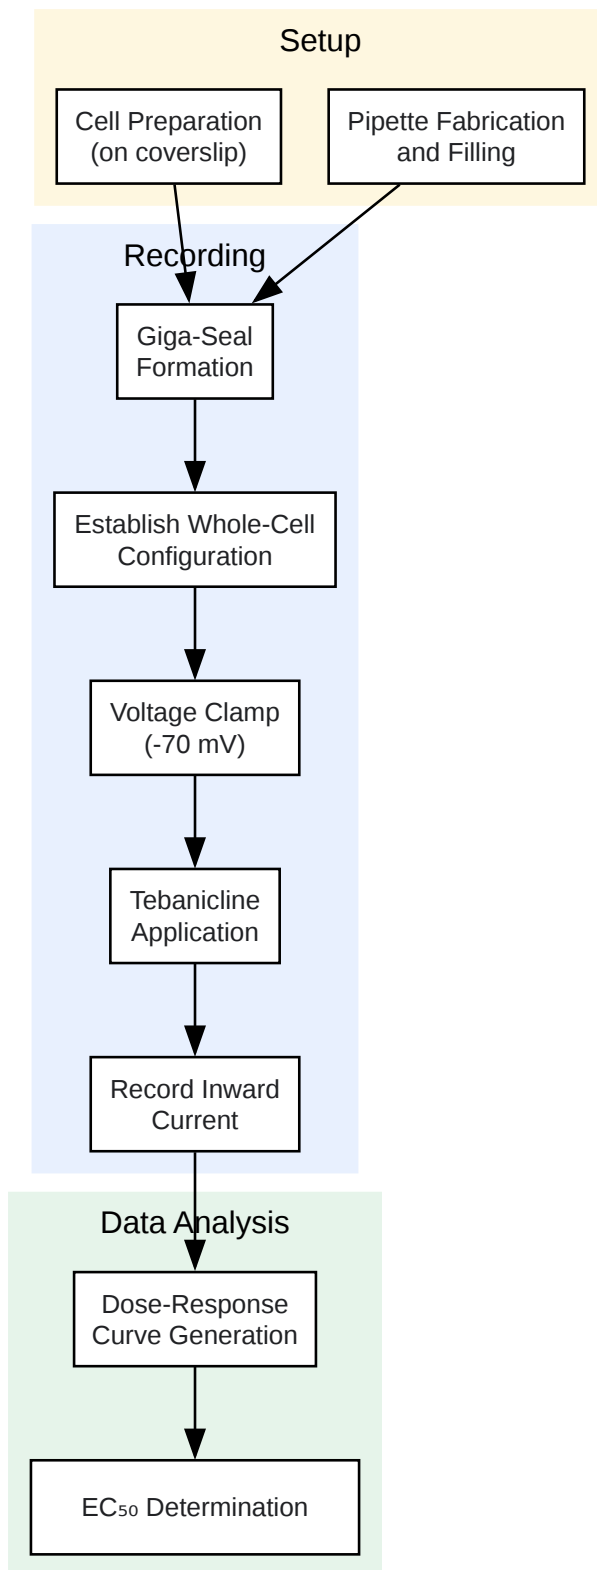 Setup
Cell Preparation
(on coverslip)
Pipette Fabrication
and Filling
Recording
Giga-Seal
Formation
Establish Whole-Cell
Configuration
Voltage Clamp
(-70 mV)
Tebanicline
Application
Record Inward
Current
Data Analysis
Dose-Response
Curve Generation
EC₅₀ Determination